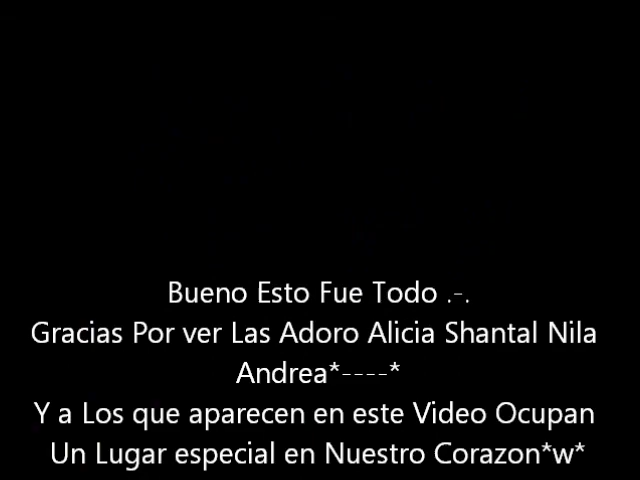 Bueno Esto Fue Todo .-.
Gracias Por ver Las Adoro Alicia Shantal Nila
Andrea*----*
Y a Los que aparecen en este Video Ocupan
Un Lugar especial en Nuestro Corazon*w*